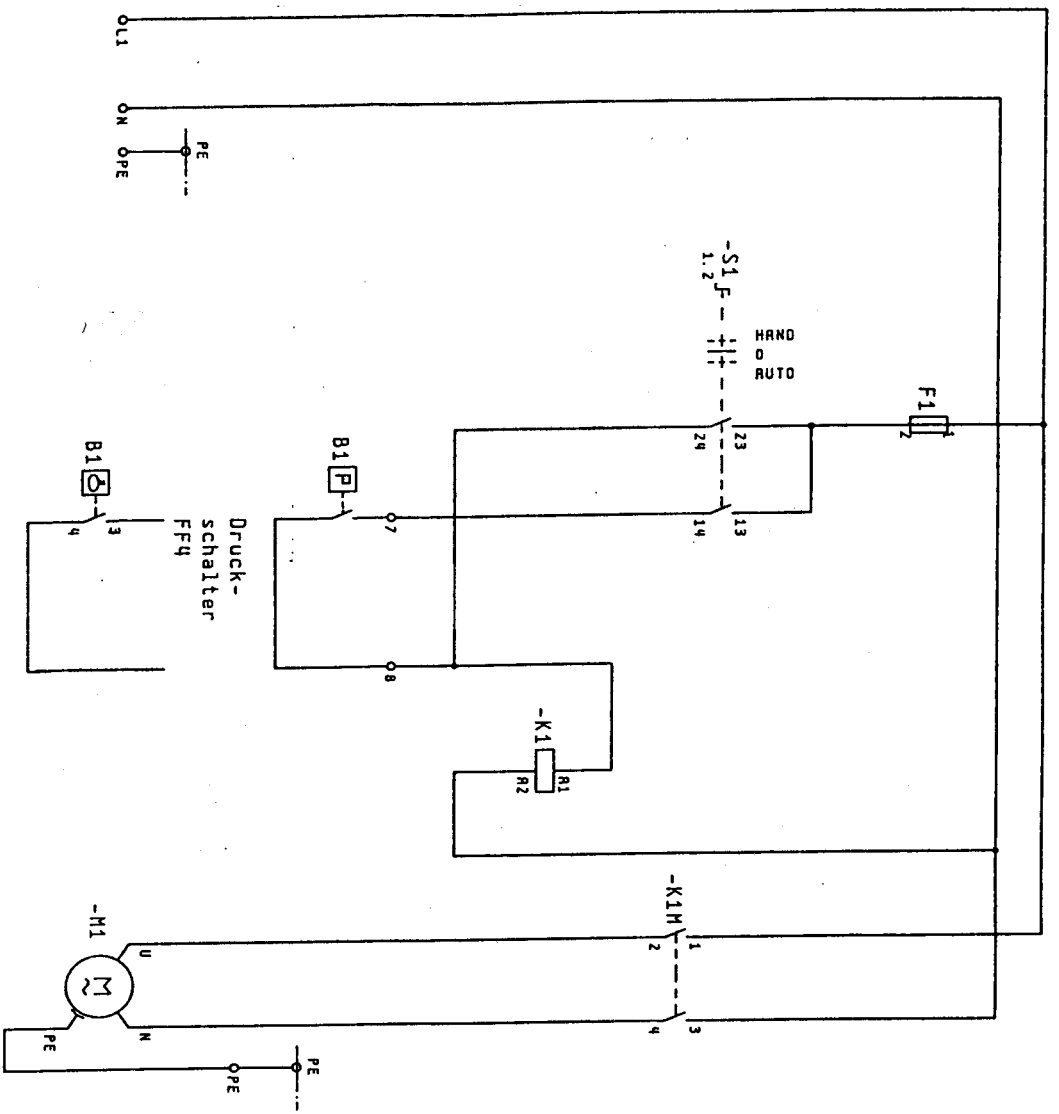 L1
N
PE
PE
-S1
1.2
HAND
0
AUTO
F1
1
2
23
24
13
14
B1
P
7
8
B1
3
4
Druck-
schalter
FF4
-K1
A1
A2
-K1M
1
2
3
4
-M1
M
~
U
N
PE
PE
PE